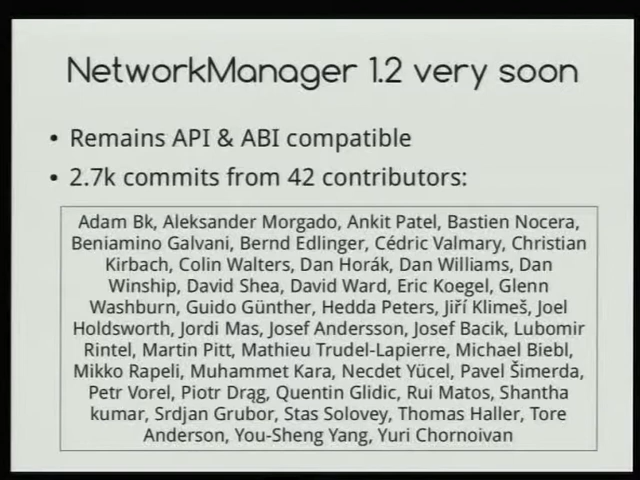 NetworkManager 1.2 very soon
• Remains API & ABI compatible
• 2.7k commits from 42 contributors:
Adam Bk, Aleksander Morgado, Ankit Patel, Bastien Nocera,
Beniamino Galvani, Bernd Edlinger, Cédric Valmary, Christian
Kirbach, Colin Walters, Dan Horák, Dan Williams, Dan
Winship, David Shea, David Ward, Eric Koegel, Glenn
Washburn, Guido Günther, Hedda Peters, Jiří Klimeš, Joel
Holdsworth, Jordi Mas, Josef Andersson, Josef Bacik, Lubomir
Rintel, Martin Pitt, Mathieu Trudel-Lapierre, Michael Biebl,
Mikko Rapeli, Muhammet Kara, Necdet Yücel, Pavel Šimerda,
Petr Vorel, Piotr Drąg, Quentin Glidic, Rui Matos, Shantha
kumar, Srdjan Grubor, Stas Solovey, Thomas Haller, Tore
Anderson, You-Sheng Yang, Yuri Chornoivan